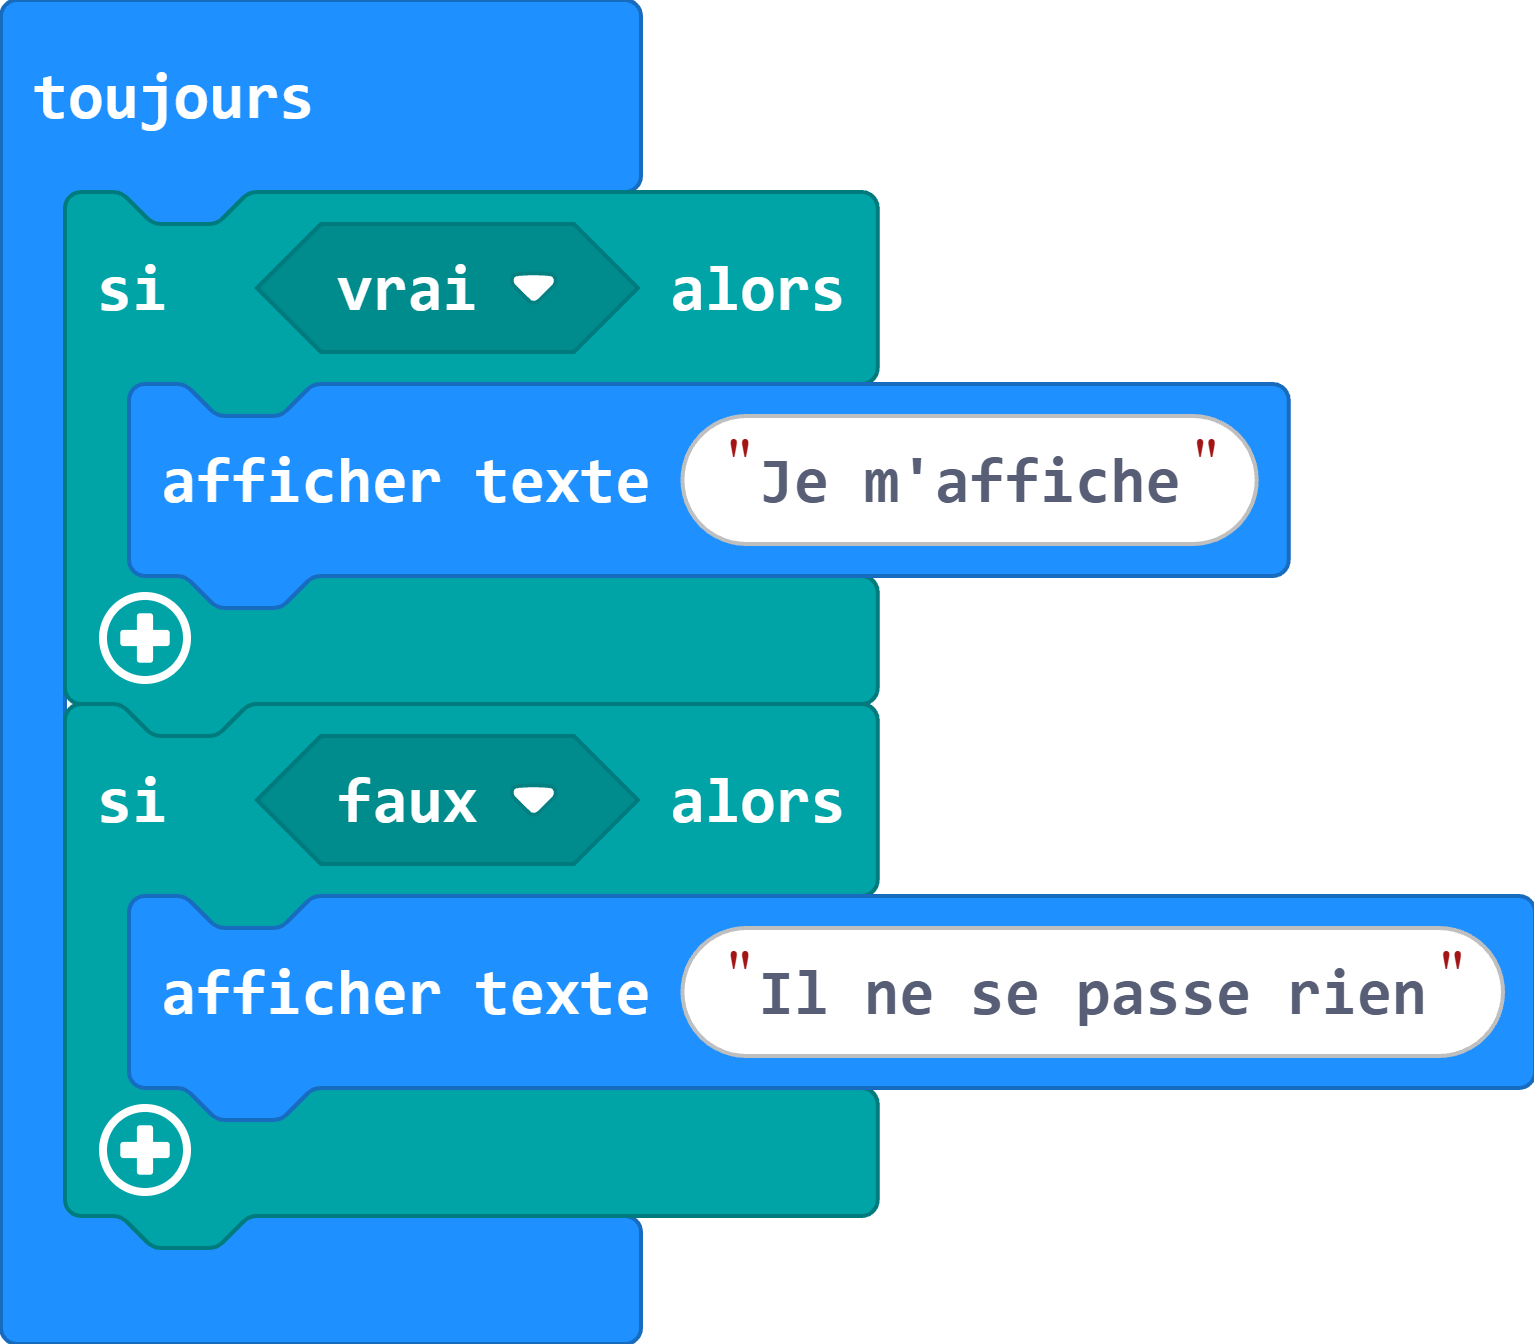 toujours
si vrai alors
afficher texte "Je m'affiche"
si faux alors
afficher texte "Il ne se passe rien"